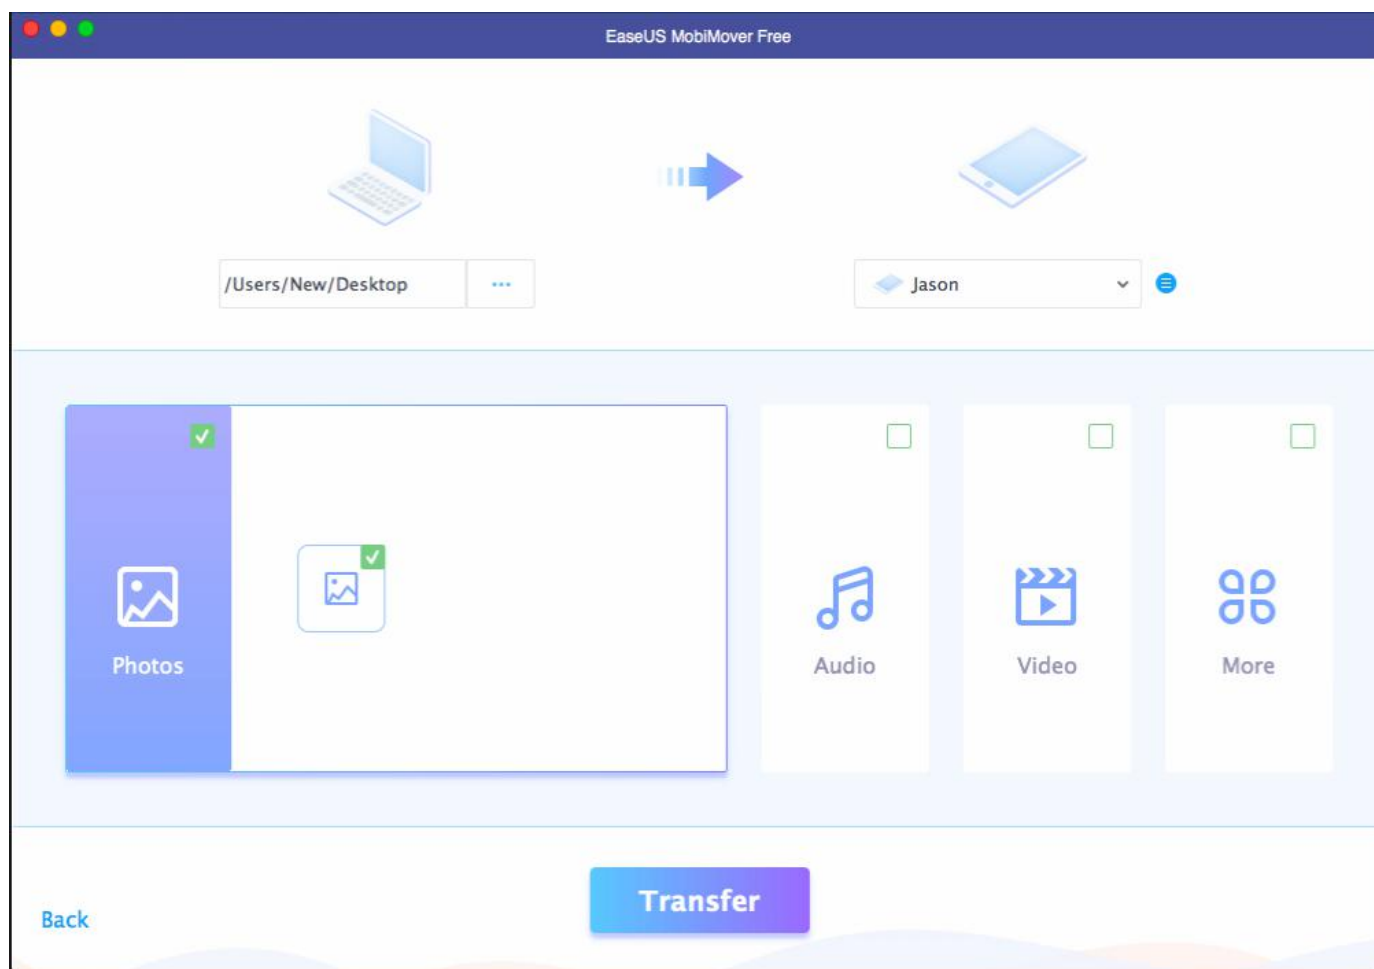 EaseUS MobiMover Free
/Users/New/Desktop
Jason
Photos
Audio
Video
More
Back
Transfer